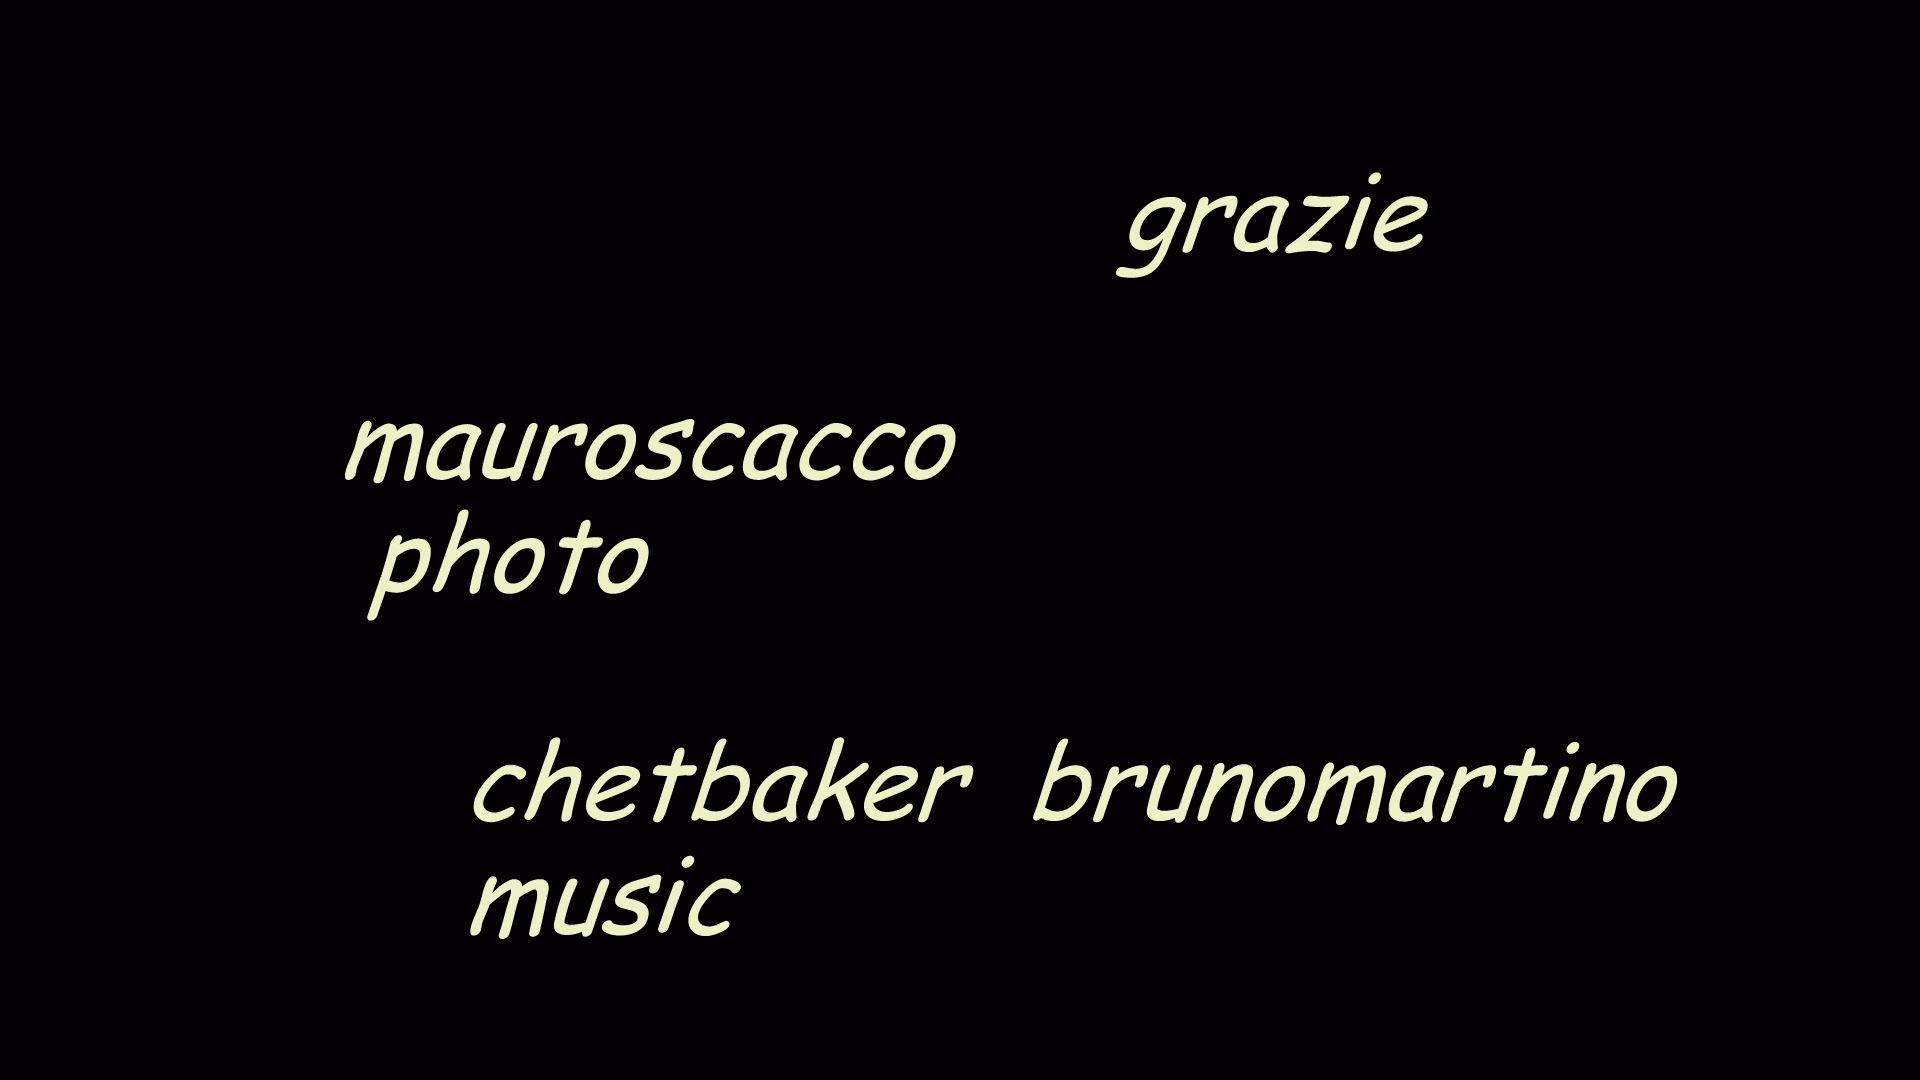 grazie
mauroscacco
photo
chetbaker brunomartino
music